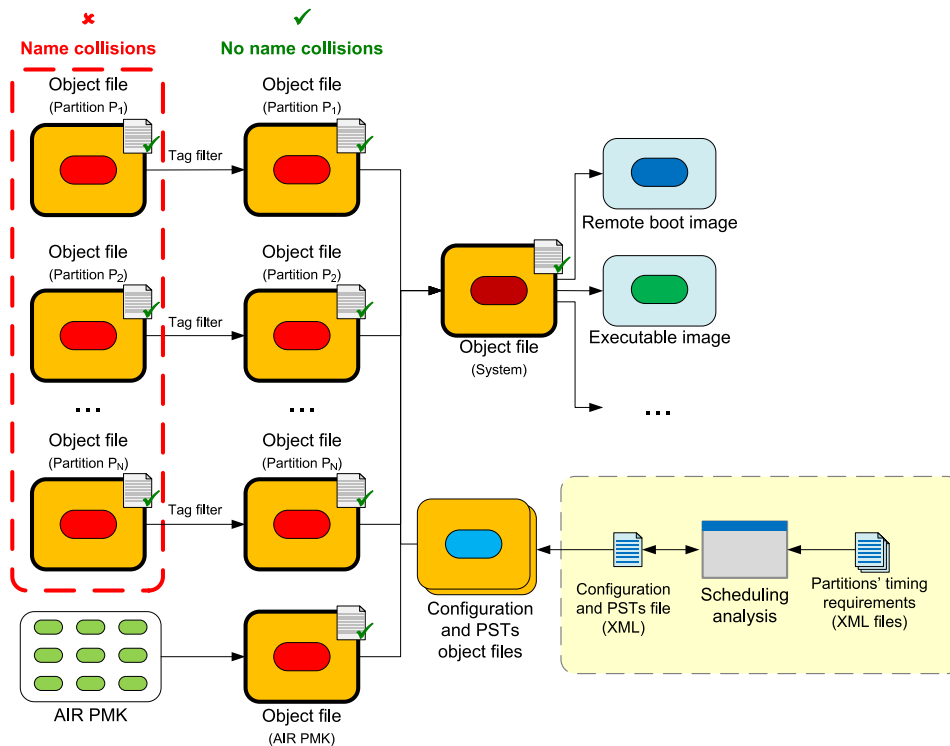 ✘
✓
Name collisions
No name collisions
Object file
(Partition P1)
Object file
(Partition P1)
Tag filter
Remote boot image
Object file
(Partition P2)
Object file
(Partition P2)
Tag filter
Object file
(System)
Executable image
...
...
...
Object file
(Partition PN)
Object file
(Partition PN)
Tag filter
Configuration
and PSTs
object files
Configuration
and PSTs file
(XML)
Scheduling
analysis
Partitions' timing
requirements
(XML files)
AIR PMK
Object file
(AIR PMK)